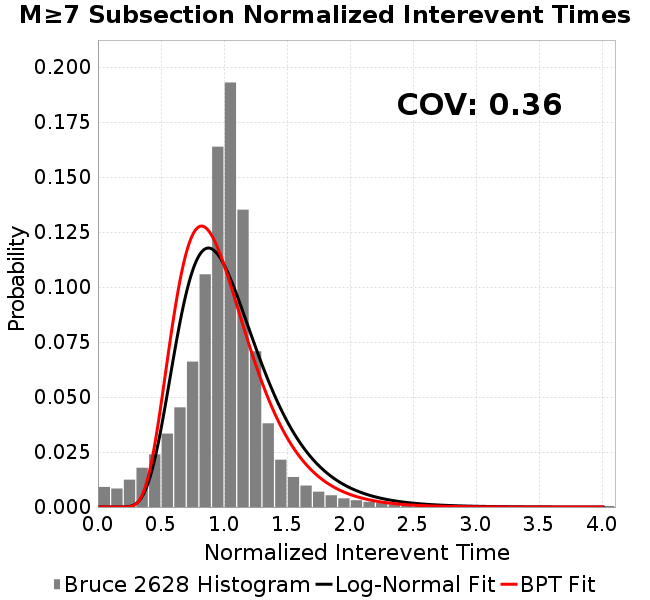 M≥7 Subsection Normalized Interevent Times
COV: 0.36
Probability
0.200
0.175
0.150
0.125
0.100
0.075
0.050
0.025
0.000
0.0 0.5 1.0 1.5 2.0 2.5 3.0 3.5 4.0
Normalized Interevent Time
Bruce 2628 Histogram Log-Normal Fit BPT Fit